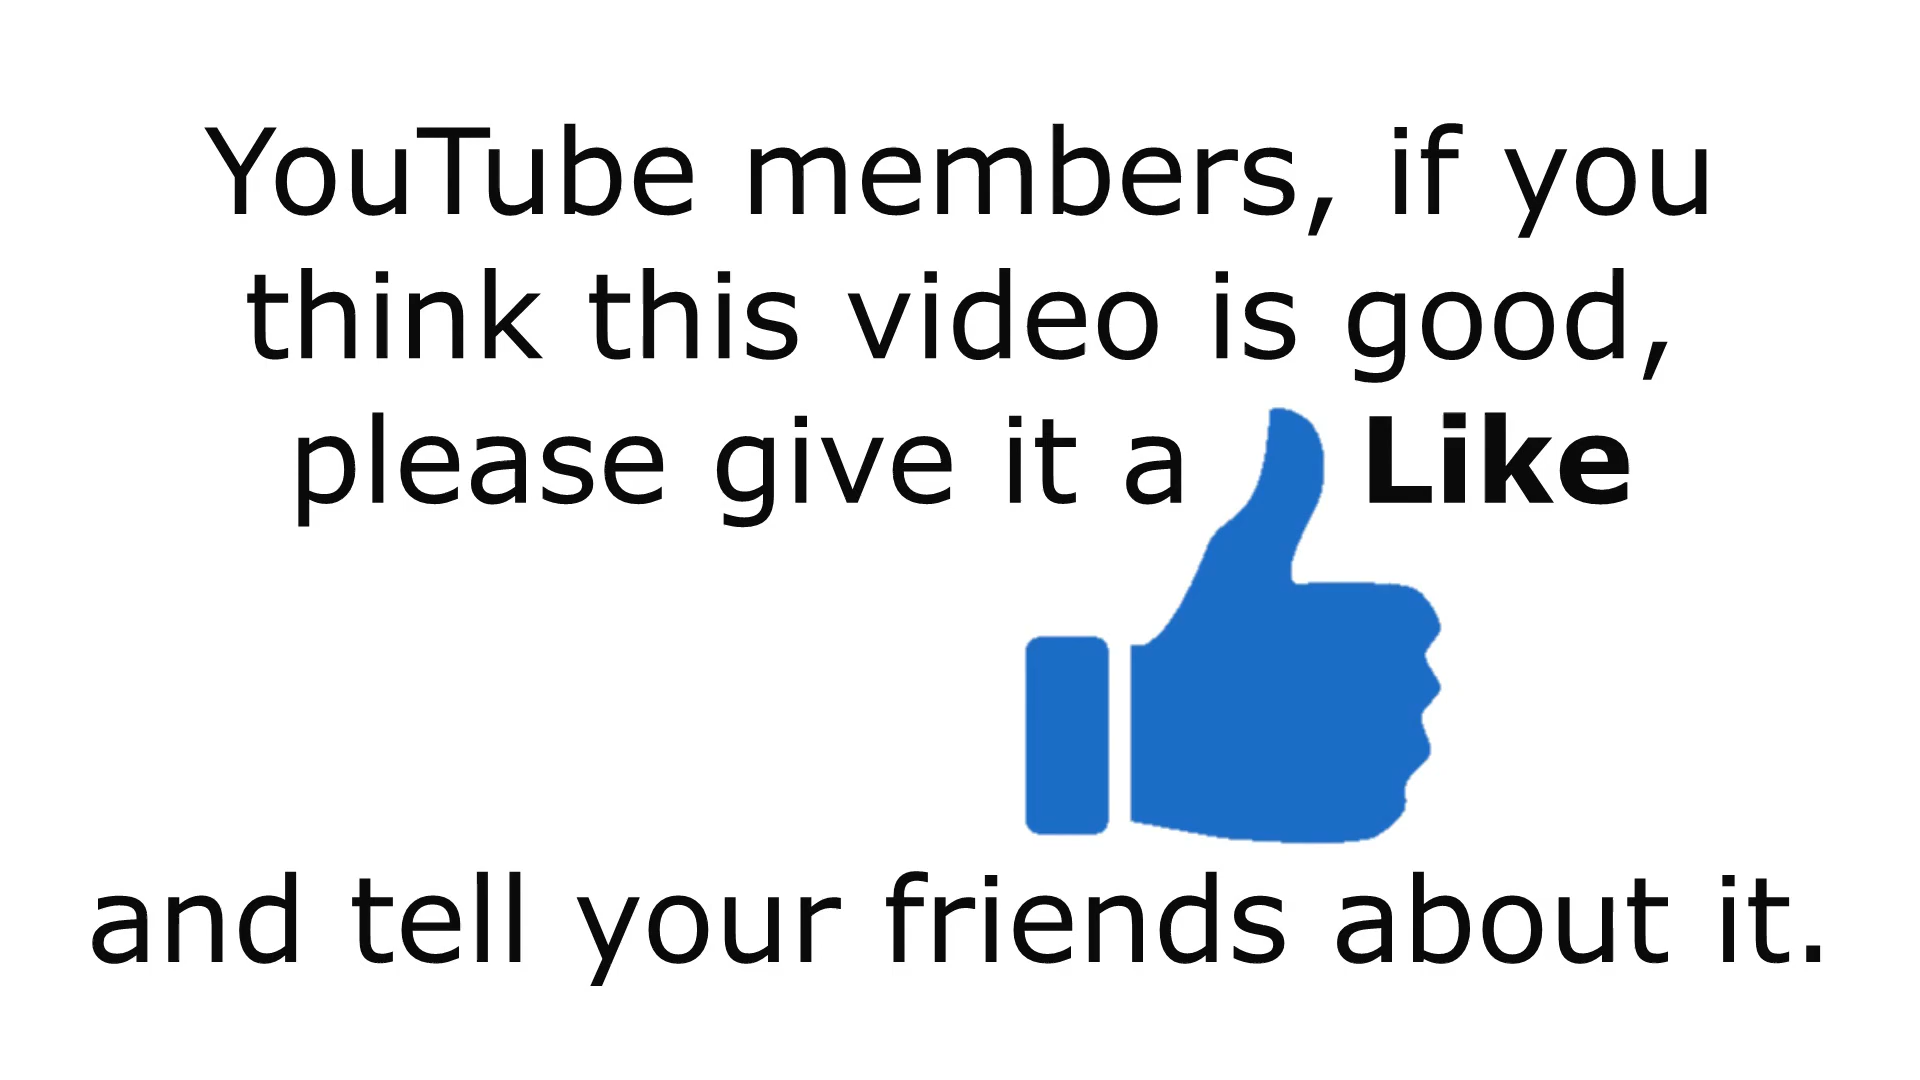 YouTube members, if you
think this video is good,
please give it a Like
and tell your friends about it.